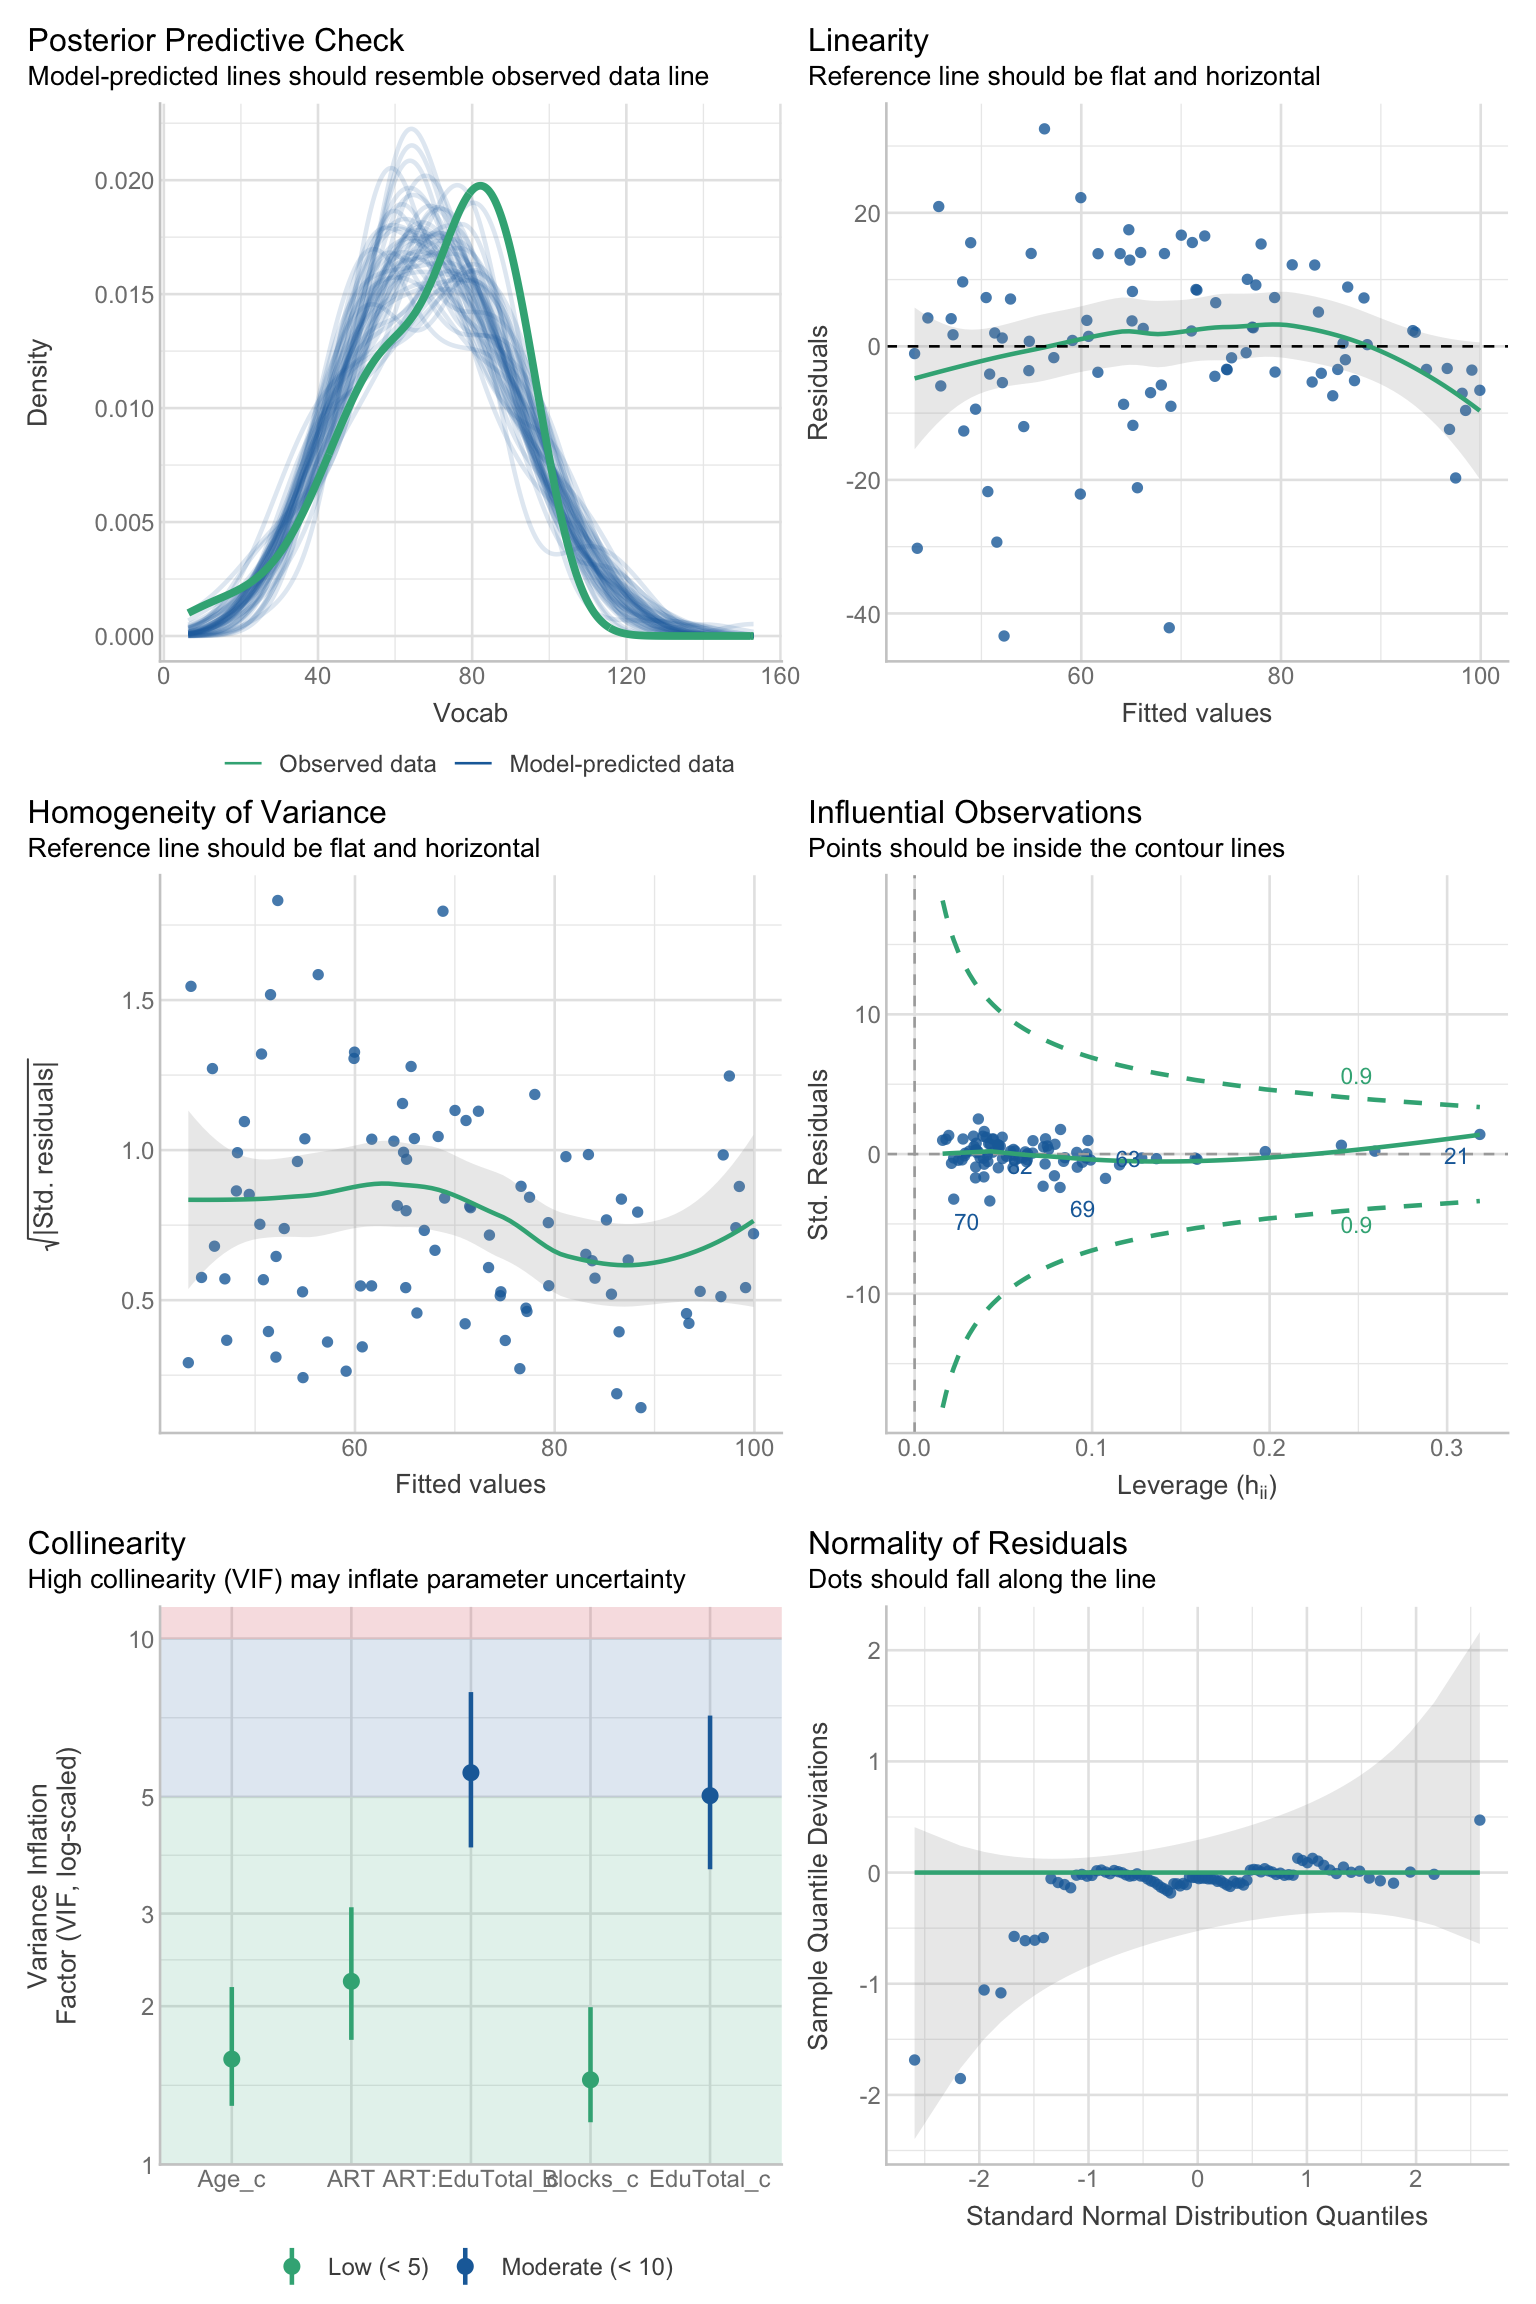 Posterior Predictive Check
Model-predicted lines should resemble observed data line
Density
0.020
0.015
0.010
0.005
0.000
0 40 80 120 160
Vocab
Observed data Model-predicted data
Linearity
Reference line should be flat and horizontal
Residuals
20
0
-20
-40
60 80 100
Fitted values
Homogeneity of Variance
Reference line should be flat and horizontal
√|Std. residuals|
1.5
1.0
0.5
60 80 100
Fitted values
Influential Observations
Points should be inside the contour lines
Std. Residuals
10
0
-10
0.9
62 63 21
70 69
0.9
0.0 0.1 0.2 0.3
Leverage (hii)
Collinearity
High collinearity (VIF) may inflate parameter uncertainty
Variance Inflation
Factor (VIF, log-scaled)
10
5
3
2
1
Age_c ART ART:EduTotal_c Blocks_c EduTotal_c
Low (< 5) Moderate (< 10)
Normality of Residuals
Dots should fall along the line
Sample Quantile Deviations
2
1
0
-1
-2
-2 -1 0 1 2
Standard Normal Distribution Quantiles